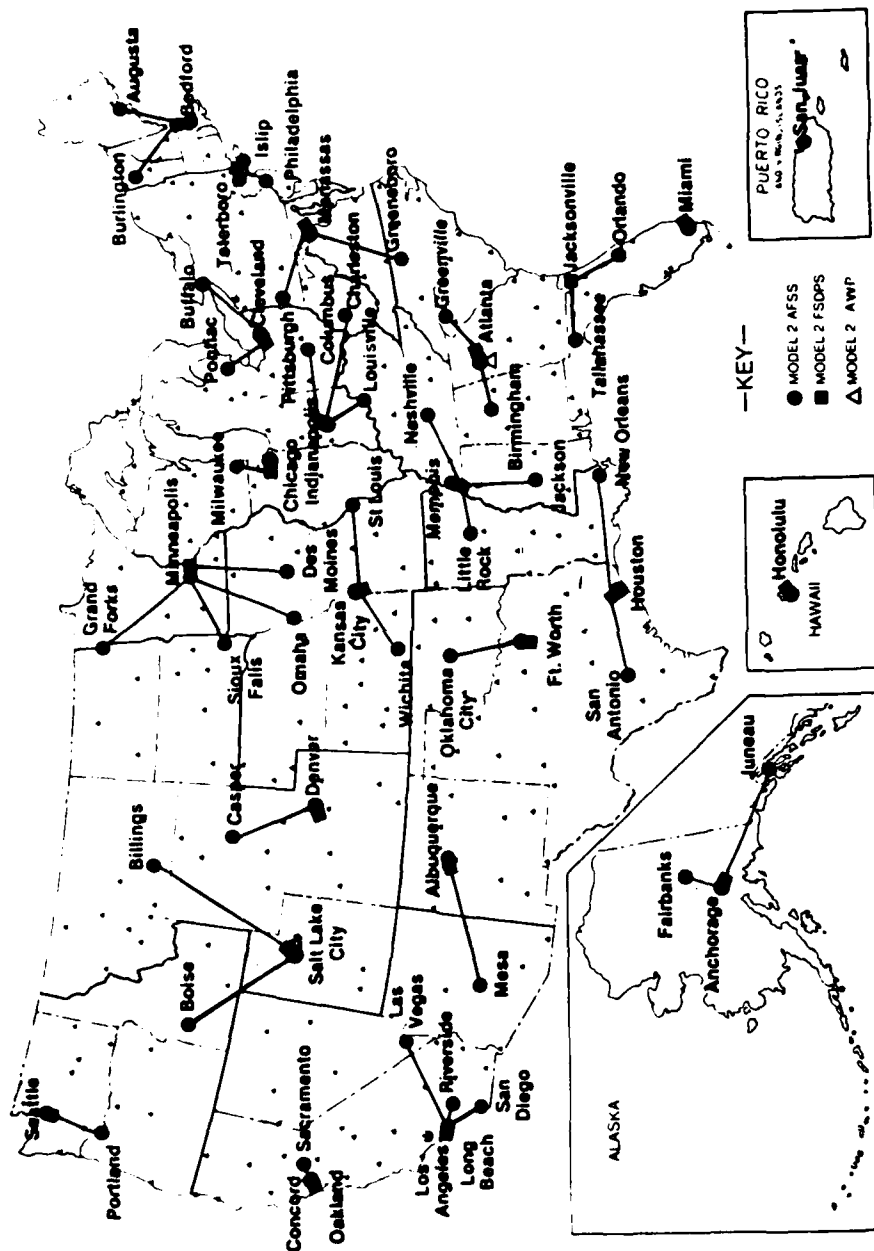 Seattle
Portland
Boise
Billings
Grand
Forks
Minneapolis
Sioux
Falls
Milwaukee
Casper
Salt Lake
City
Denver
Omaha
Des
Moines
Chicago
Buffalo
Cleveland
Pittsburgh
Burlington
Augusta
Bedford
Islip
Philadelphia
Manassas
Columbus
Charleston
Indianapolis
Louisville
Greensboro
Concord
Oakland
Sacramento
Las
Vegas
Los
Angeles
Riverside
Long
Beach
San
Diego
Mesa
Albuquerque
Kansas
City
St Louis
Wichita
Oklahoma
City
Ft. Worth
Little
Rock
Memphis
Nashville
Jackson
Birmingham
Atlanta
Greenville
San
Antonio
Houston
New Orleans
Tallahassee
Jacksonville
Orlando
Miami
ALASKA
Fairbanks
Anchorage
Juneau
Honolulu
HAWAII
—KEY—
MODEL 2 AFSS
MODEL 2 FSDPS
MODEL 2 AWP
PUERTO RICO
San Juan